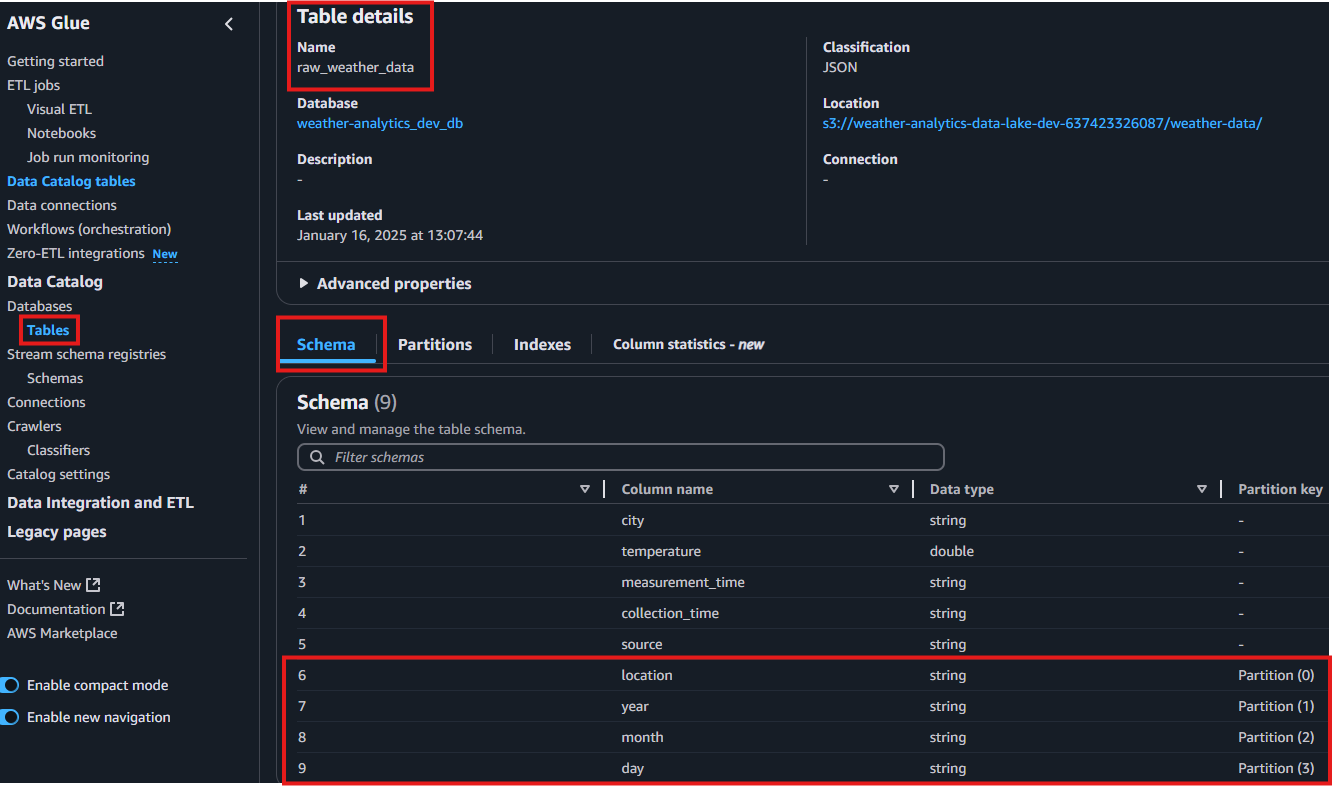 AWS Glue
Getting started
ETL jobs
Visual ETL
Notebooks
Job run monitoring
Data Catalog tables
Data connections
Workflows (orchestration)
Zero-ETL integrations New
Data Catalog
Databases
Tables
Stream schema registries
Schemas
Connections
Crawlers
Classifiers
Catalog settings
Data Integration and ETL
Legacy pages
What's New
Documentation
AWS Marketplace
Enable compact mode
Enable new navigation
Table details
Name
raw_weather_data
Database
weather-analytics_dev_db
Description
-
Last updated
January 16, 2025 at 13:07:44
Classification
JSON
Location
s3://weather-analytics-data-lake-dev-637423326087/weather-data/
Connection
-
Advanced properties
Schema Partitions Indexes Column statistics - new
Schema (9)
View and manage the table schema.
Filter schemas
# Column name Data type Partition key
1 city string -
2 temperature double -
3 measurement_time string -
4 collection_time string -
5 source string -
6 location string Partition (0)
7 year string Partition (1)
8 month string Partition (2)
9 day string Partition (3)